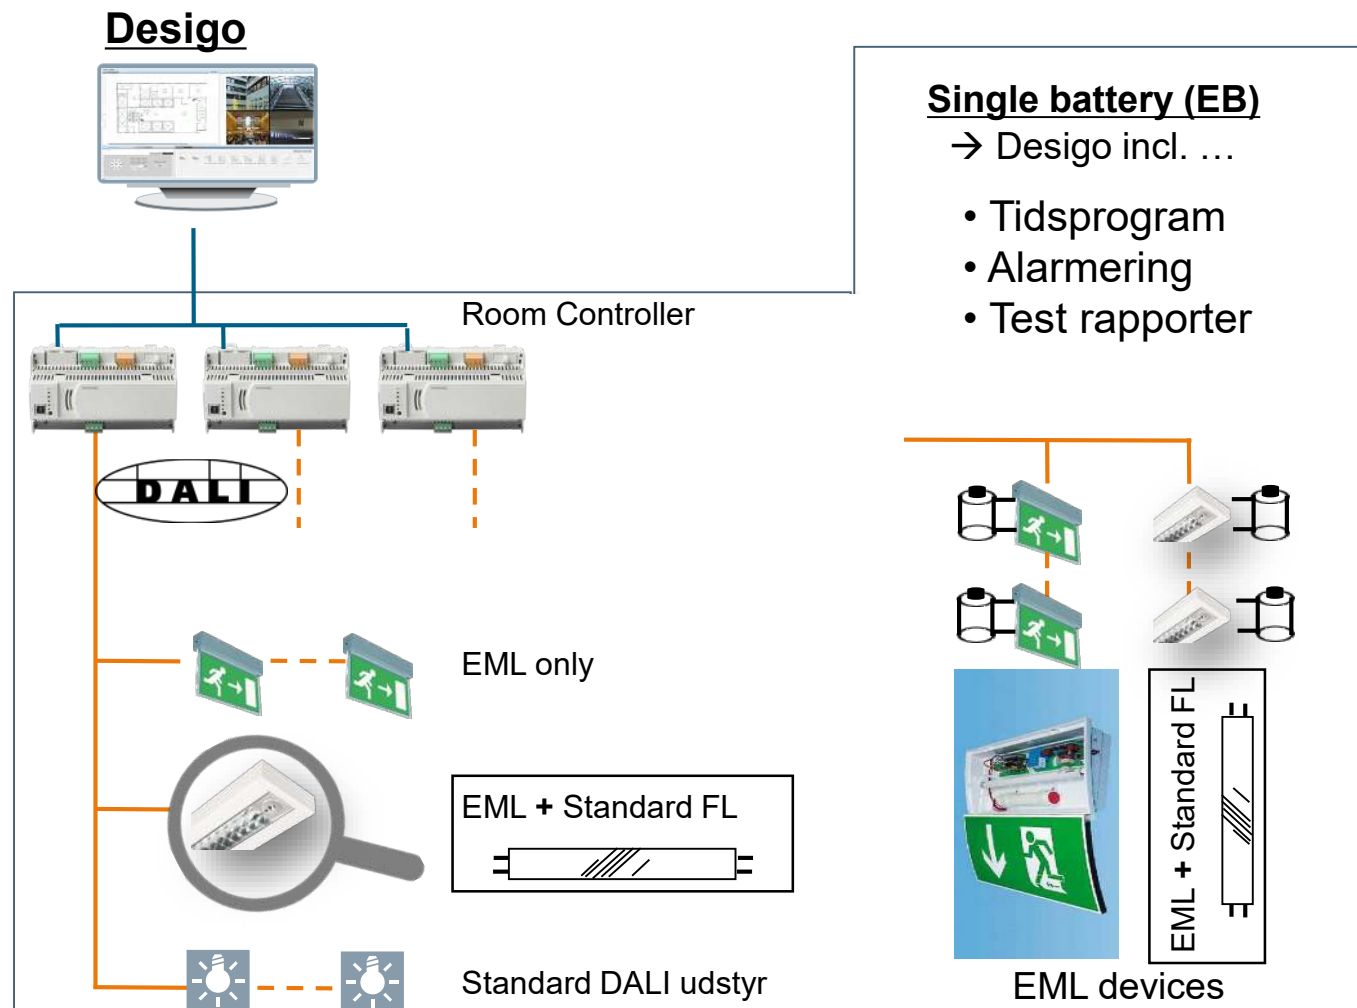 Desigo
Single battery (EB)
→ Desigo incl. …
• Tidsprogram
• Alarmering
• Test rapporter
Room Controller
DALI
EML only
EML + Standard FL
Standard DALI udstyr
EML + Standard FL
EML devices